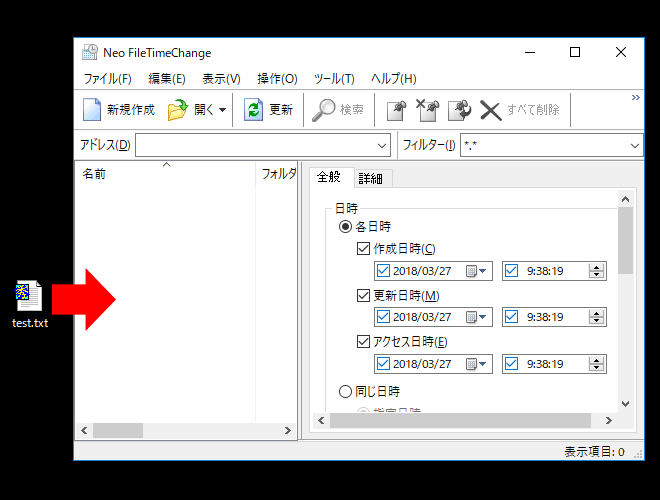 Neo FileTimeChange
ファイル(F) 編集(E) 表示(V) 操作(O) ツール(T) ヘルプ(H)
新規作成 開く 更新 検索 すべて削除 »
アドレス(D) フィルター(I) *.*
名前 フォルダ
全般 詳細
日時
各日時
作成日時(C)
2018/03/27 9:38:19
更新日時(M)
2018/03/27 9:38:19
アクセス日時(E)
2018/03/27 9:38:19
同じ日時
指定日時
表示項目: 0
test.txt